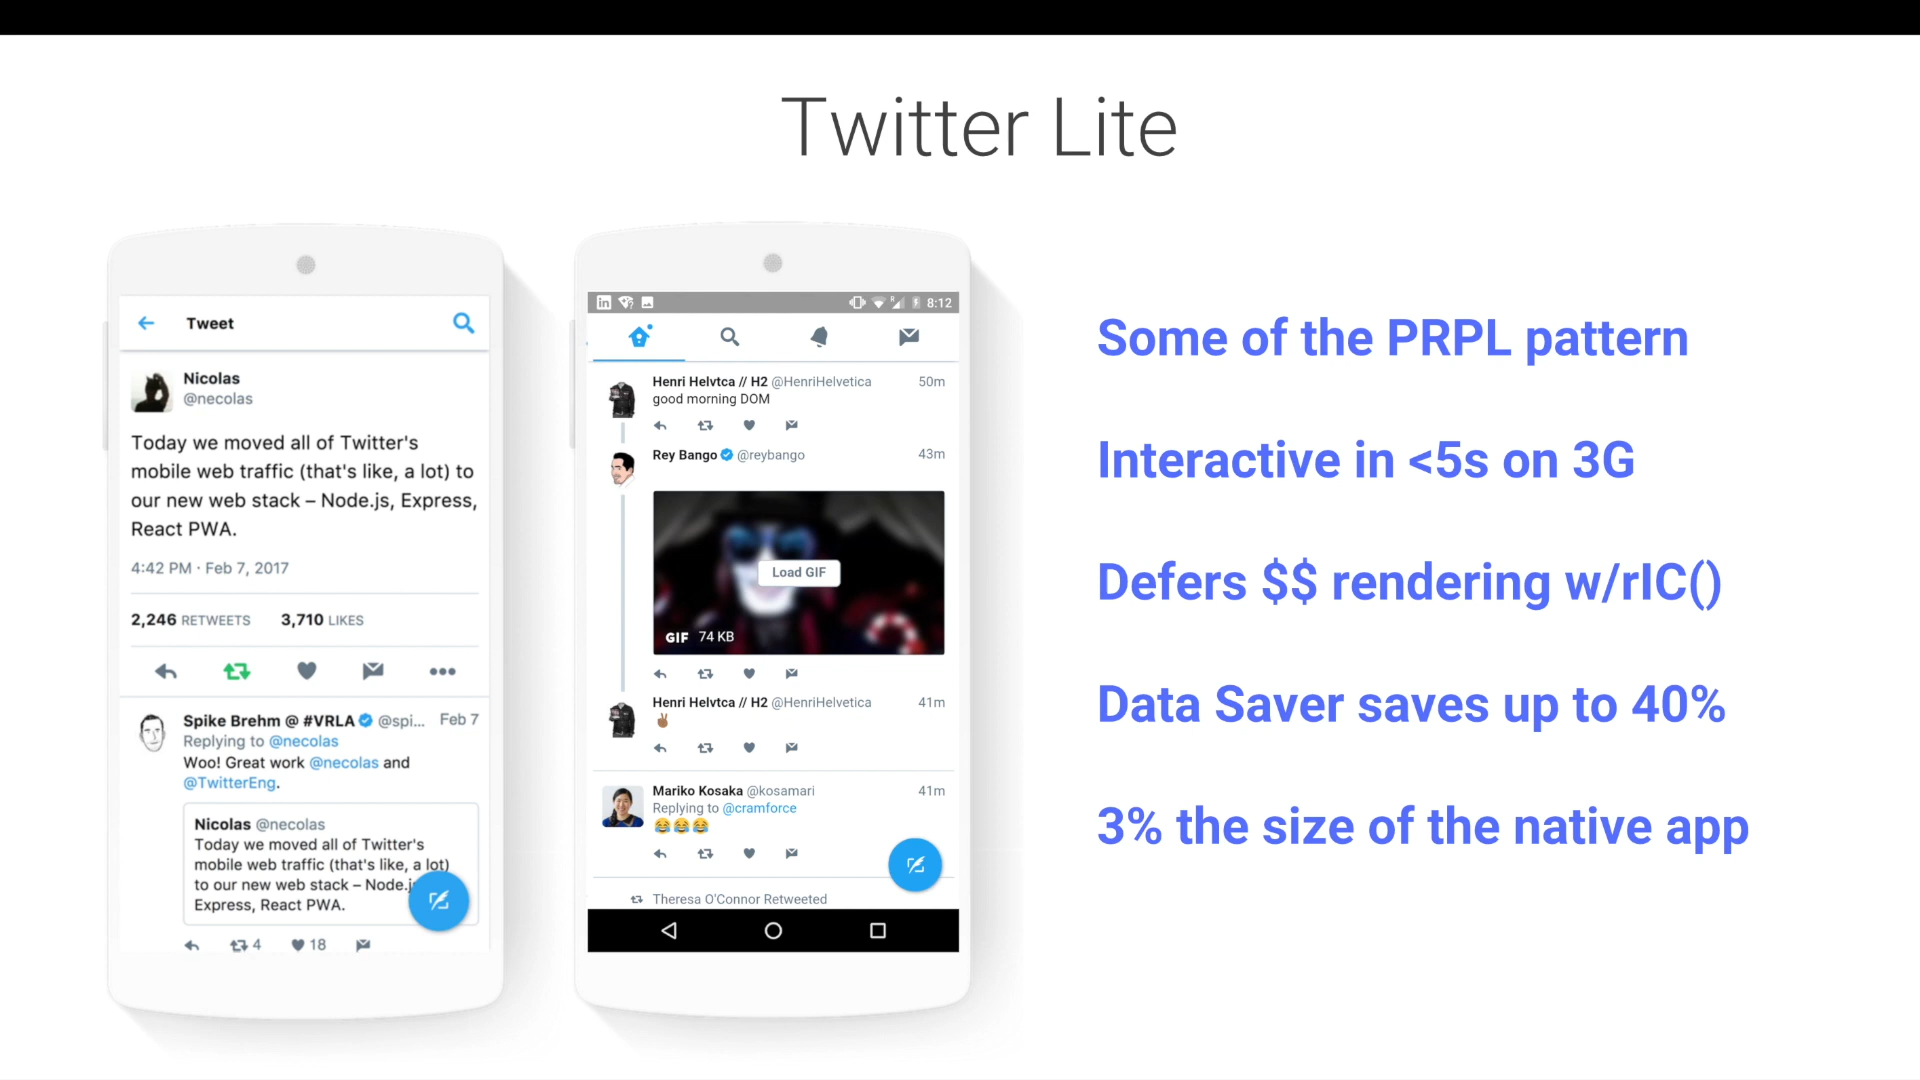 Twitter Lite
Tweet
Nicolas
@necolas
Today we moved all of Twitter's
mobile web traffic (that's like, a lot) to
our new web stack – Node.js, Express,
React PWA.
4:42 PM · Feb 7, 2017
2,246 RETWEETS 3,710 LIKES
Spike Brehm @ #VRLA @spi... Feb 7
Replying to @necolas
Woo! Great work @necolas and
@TwitterEng.
Nicolas @necolas
Today we moved all of Twitter's
mobile web traffic (that's like, a lot)
to our new web stack – Node.j
Express, React PWA.
4 18
in
R
8:12
Henri Helvtca // H2 @HenriHelvetica 50m
good morning DOM
Rey Bango @reybango 43m
Load GIF
GIF 74 KB
Henri Helvtca // H2 @HenriHelvetica 41m
✌🏾
Mariko Kosaka @kosamari 41m
Replying to @cramforce
😂😂😂
Theresa O'Connor Retweeted
Some of the PRPL pattern
Interactive in <5s on 3G
Defers $$ rendering w/rIC()
Data Saver saves up to 40%
3% the size of the native app